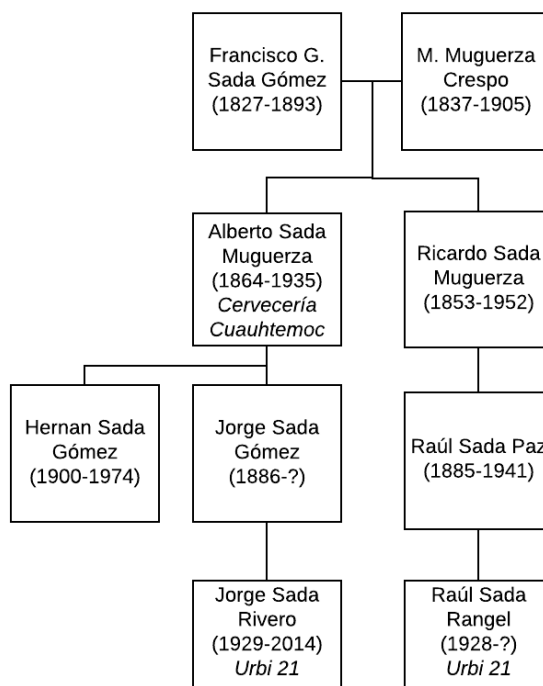 Francisco G.
Sada Gómez
(1827-1893)
M. Muguerza
Crespo
(1837-1905)
Alberto Sada
Muguerza
(1864-1935)
Cervecería
Cuauhtemoc
Ricardo Sada
Muguerza
(1853-1952)
Hernan Sada
Gómez
(1900-1974)
Jorge Sada
Gómez
(1886-?)
Raúl Sada Paz
(1885-1941)
Jorge Sada
Rivero
(1929-2014)
Urbi 21
Raúl Sada
Rangel
(1928-?)
Urbi 21